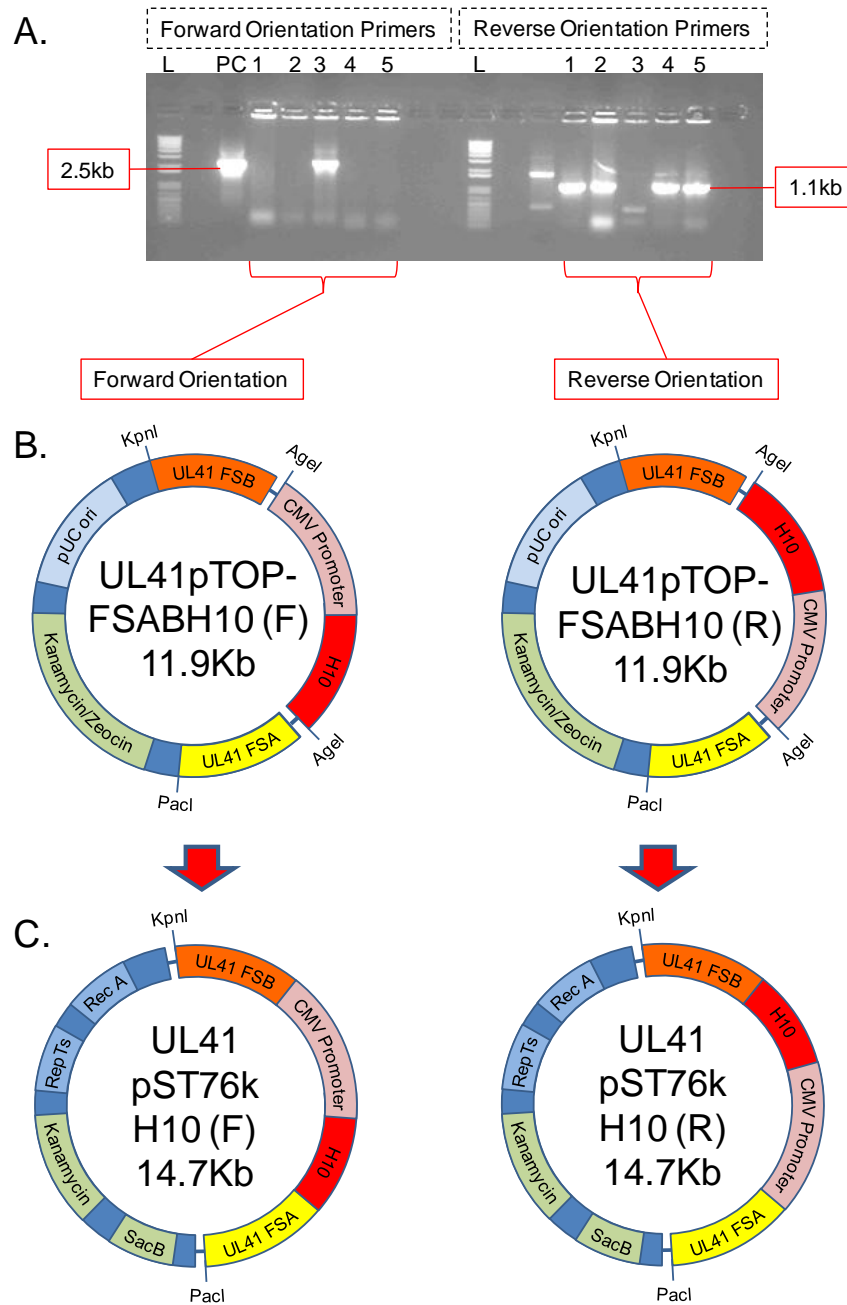 A.
Forward Orientation Primers
Reverse Orientation Primers
L PC 1 2 3 4 5
L 1 2 3 4 5
2.5kb
1.1kb
Forward Orientation
Reverse Orientation
B.
KpnI
UL41 FSB
AgeI
CMV Promoter
H10
AgeI
UL41 FSA
PacI
Kanamycin/Zeocin
pUC ori
UL41pTOP-
FSABH10 (F)
11.9Kb
KpnI
UL41 FSB
AgeI
H10
CMV Promoter
AgeI
UL41 FSA
PacI
Kanamycin/Zeocin
pUC ori
UL41pTOP-
FSABH10 (R)
11.9Kb
C.
KpnI
UL41 FSB
CMV Promoter
H10
UL41 FSA
PacI
SacB
Kanamycin
Rep Ts
Rec A
UL41
pST76k
H10 (F)
14.7Kb
KpnI
UL41 FSB
H10
CMV Promoter
UL41 FSA
PacI
SacB
Kanamycin
Rep Ts
Rec A
UL41
pST76k
H10 (R)
14.7Kb